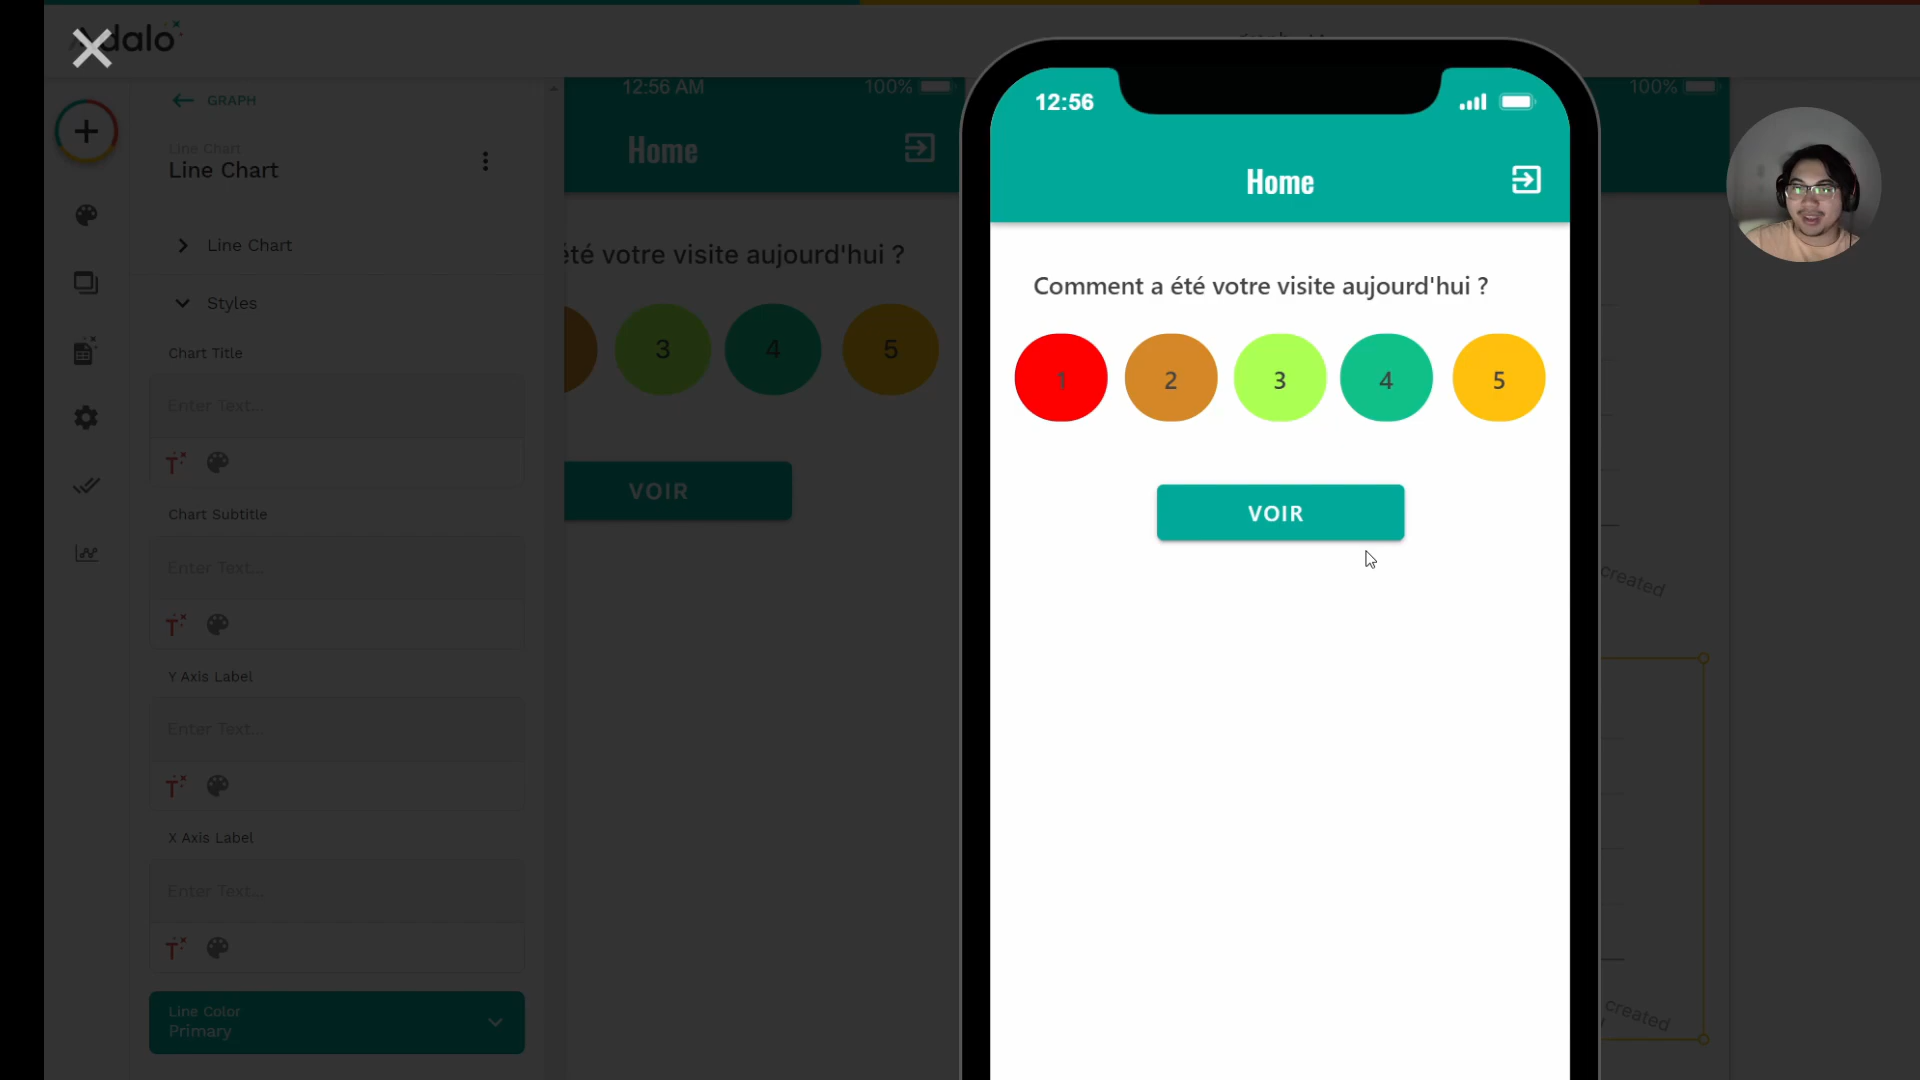 dalo
GRAPH
Line Chart
Line Chart
Line Chart
Styles
Chart Title
Enter Text...
Chart Subtitle
Enter Text...
Y Axis Label
Enter Text...
X Axis Label
Enter Text...
Line Color
Primary
12:56 AM
100%
Home
été votre visite aujourd'hui ?
3
4
5
VOIR
12:56
Home
Comment a été votre visite aujourd'hui ?
1
2
3
4
5
VOIR
100%
created
created